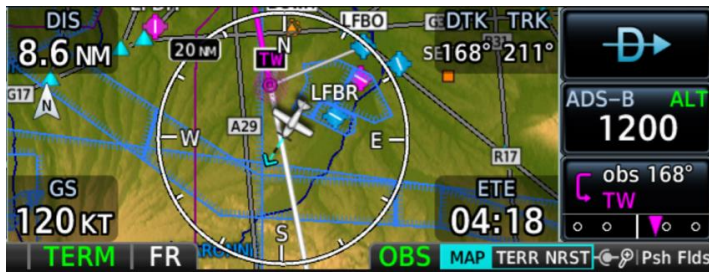 DIS
8.6 NM
20 NM
LFBO
DTK TRK
168° 211°
N
TW
LFBR
G17
N
W
E
A29
R17
S
GS
120 KT
ETE
04:18
TERM
FR
OBS
MAP
TERR
NRST
Psh Flds
ADS-B ALT
1200
obs 168°
TW